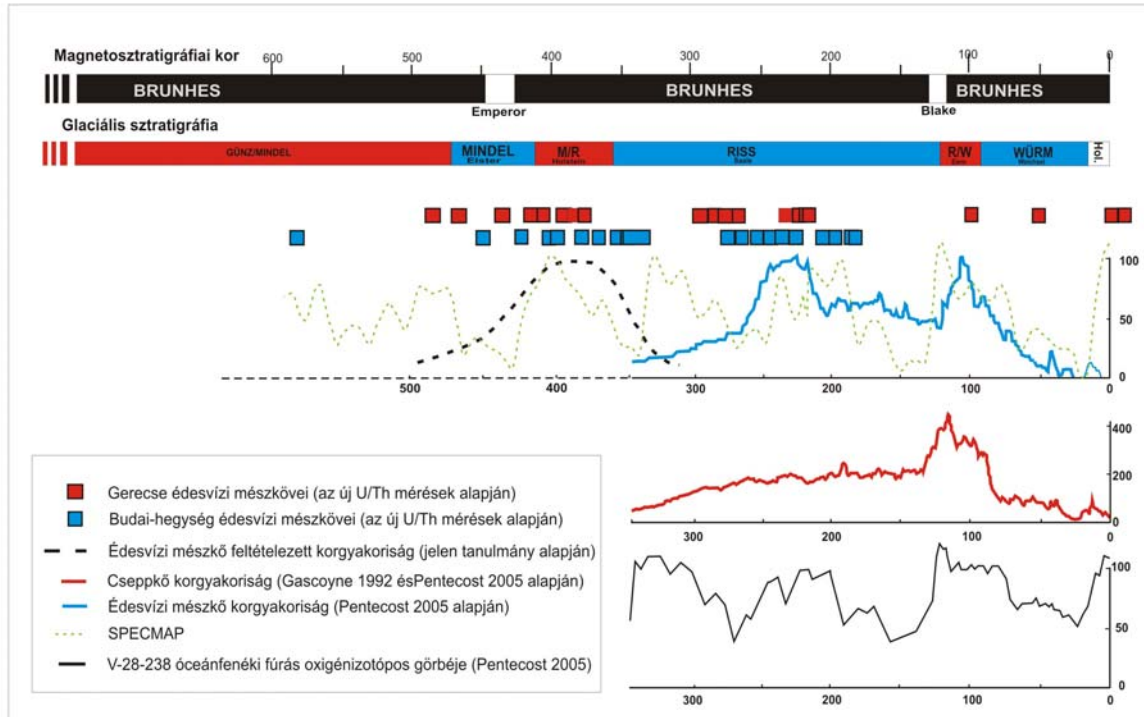 Magnetosztratigráfiai kor
600 500 400 300 200 100 0
BRUNHES BRUNHES BRUNHES
Emperor Blake
Glaciális sztratigráfia
GÜNZ/MINDEL MINDEL M/R RISS R/W WÜRM Hol.
Elster Holstein Saale Eem Weichsel
100
50
0
500 400 300 200 100 0
400
200
0
300 200 100 0
100
50
0
300 200 100 0
Gerecse édesvízi mészkövei (az új U/Th mérések alapján)
Budai-hegység édesvízi mészkövei (az új U/Th mérések alapján)
Édesvízi mészkő feltételezett korgyakoriság (jelen tanulmány alapján)
Cseppkő korgyakoriság (Gascoyne 1992 ésPentecost 2005 alapján)
Édesvízi mészkő korgyakoriság (Pentecost 2005 alapján)
SPECMAP
V-28-238 óceánfenéki fúrás oxigénizotópos görbéje (Pentecost 2005)